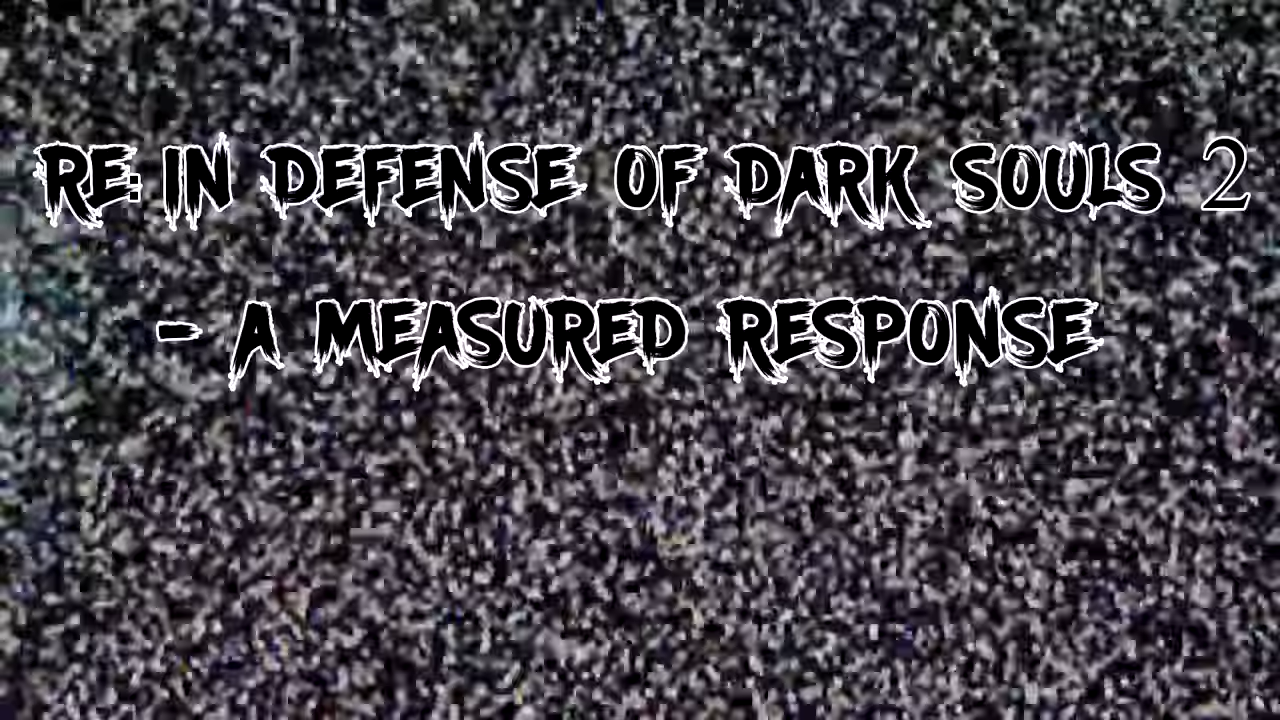 RE: IN DEFENSE OF DARK SOULS 2
- A MEASURED RESPONSE